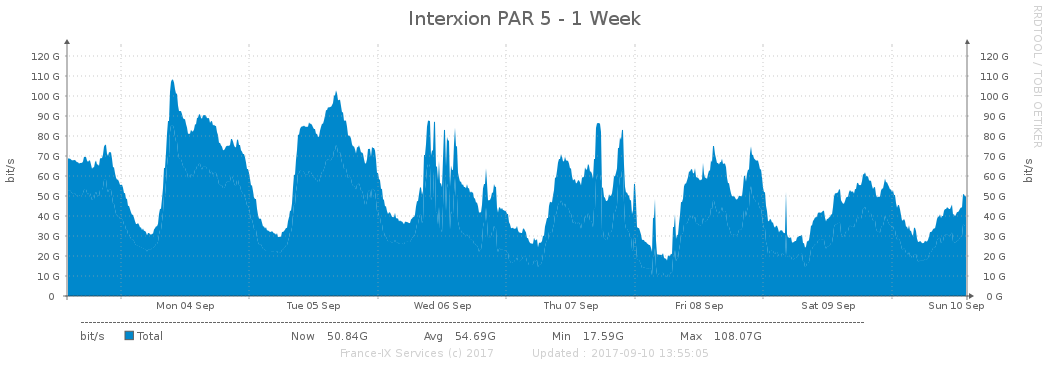 Interxion PAR 5 - 1 Week
RRDTOOL / TOBI OETIKER
120 G 120 G
110 G 110 G
100 G 100 G
90 G 90 G
80 G 80 G
70 G 70 G
60 G 60 G
50 G 50 G
40 G 40 G
30 G 30 G
20 G 20 G
10 G 10 G
0 0 G
bit/s
bit/s
Mon 04 Sep Tue 05 Sep Wed 06 Sep Thu 07 Sep Fri 08 Sep Sat 09 Sep Sun 10 Sep
bit/s Total Now 50.84G Avg 54.69G Min 17.59G Max 108.07G
France-IX Services (c) 2017 Updated : 2017-09-10 13:55:05